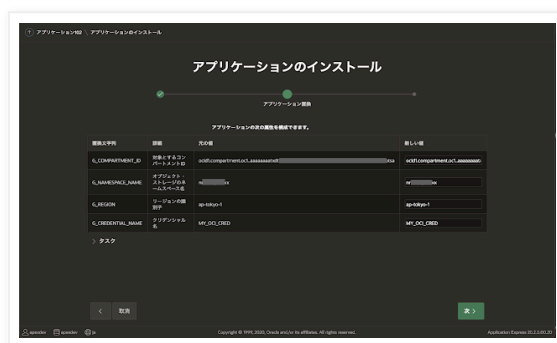 アプリケーション102 \ アプリケーションのインストール
アプリケーションのインストール
アプリケーション置換
アプリケーションの次の属性を構成できます。
置換文字列 詳細 元の値 新しい値
G_COMPARTMENT_ID 対象とするコンパートメントID ocid1.compartment.oc1..aaaaaaaa ocid1.compartment.oc1..aaaaaaaa
G_NAMESPACE_NAME オブジェクト・ストレージのネームスペース名
G_REGION リージョンの識別子 ap-tokyo-1 ap-tokyo-1
G_CREDENTIAL_NAME クリデンシャル名 MY_OCI_CRED MY_OCI_CRED
タスク
取消
次
apexdev apexdev ja Copyright © 1999, 2020, Oracle and/or its affiliates. All rights reserved. Application Express 20.2.0.00.20